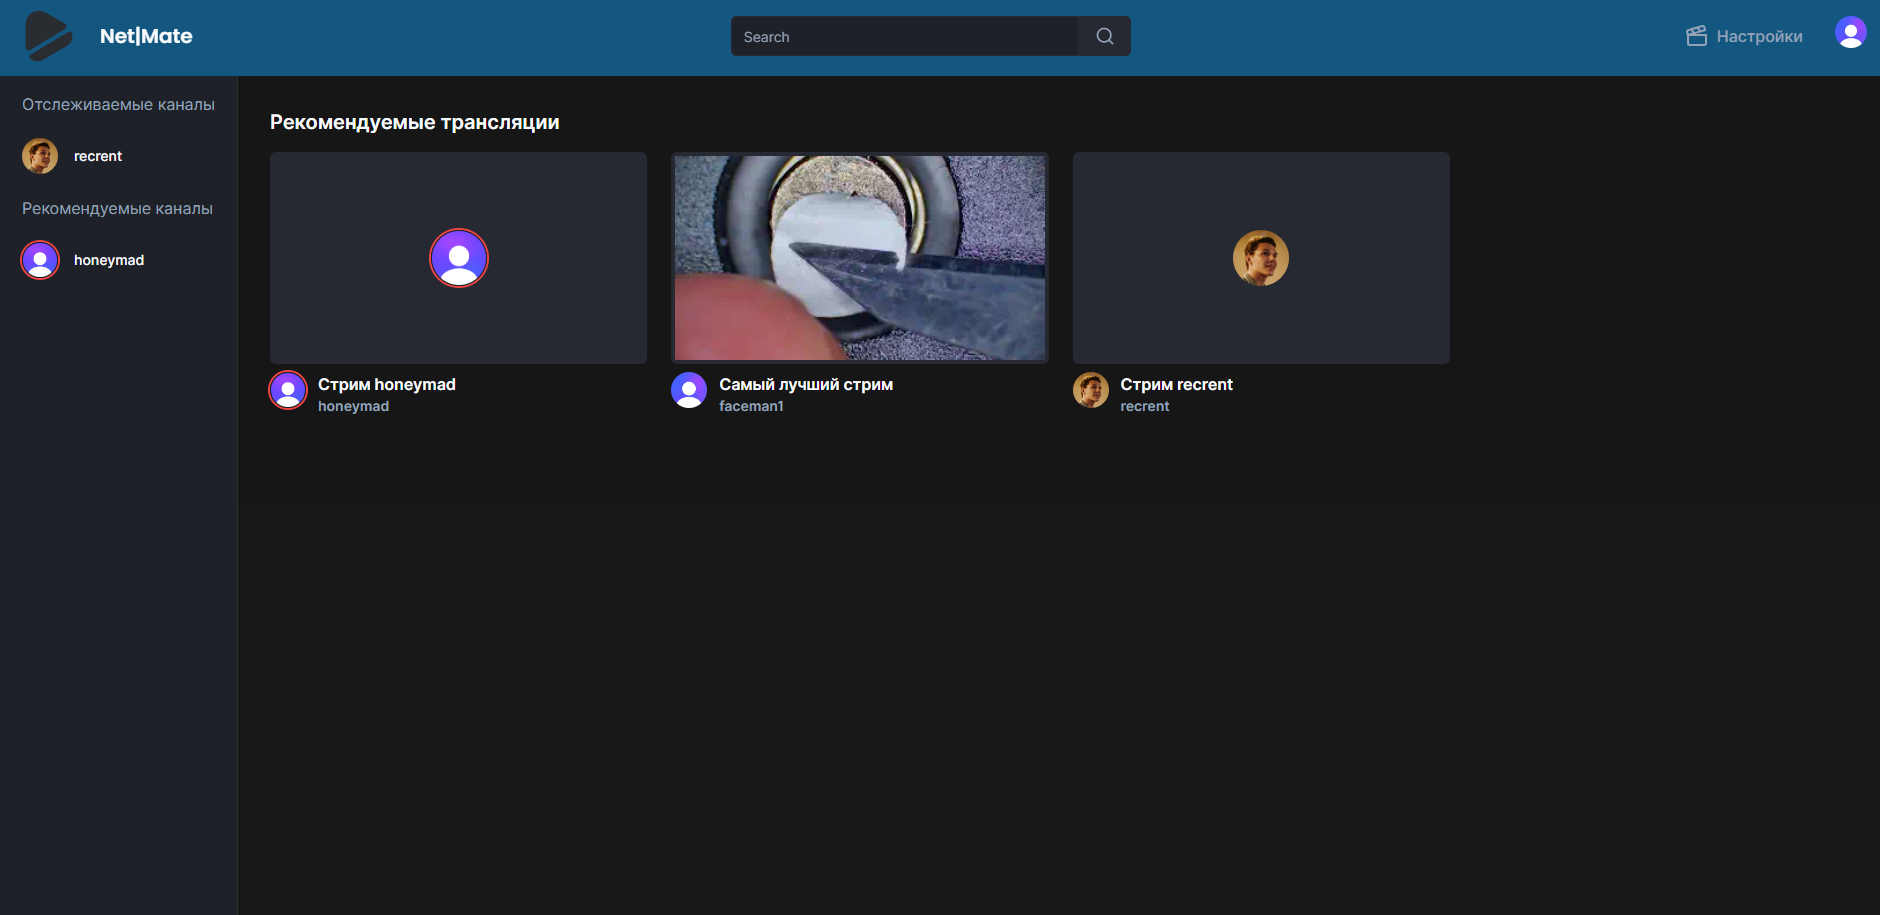 Net|Mate
Search
Настройки
Отслеживаемые каналы
recrent
Рекомендуемые каналы
honeymad
Рекомендуемые трансляции
Стрим honeymad
honeymad
Самый лучший стрим
faceman1
Стрим recrent
recrent